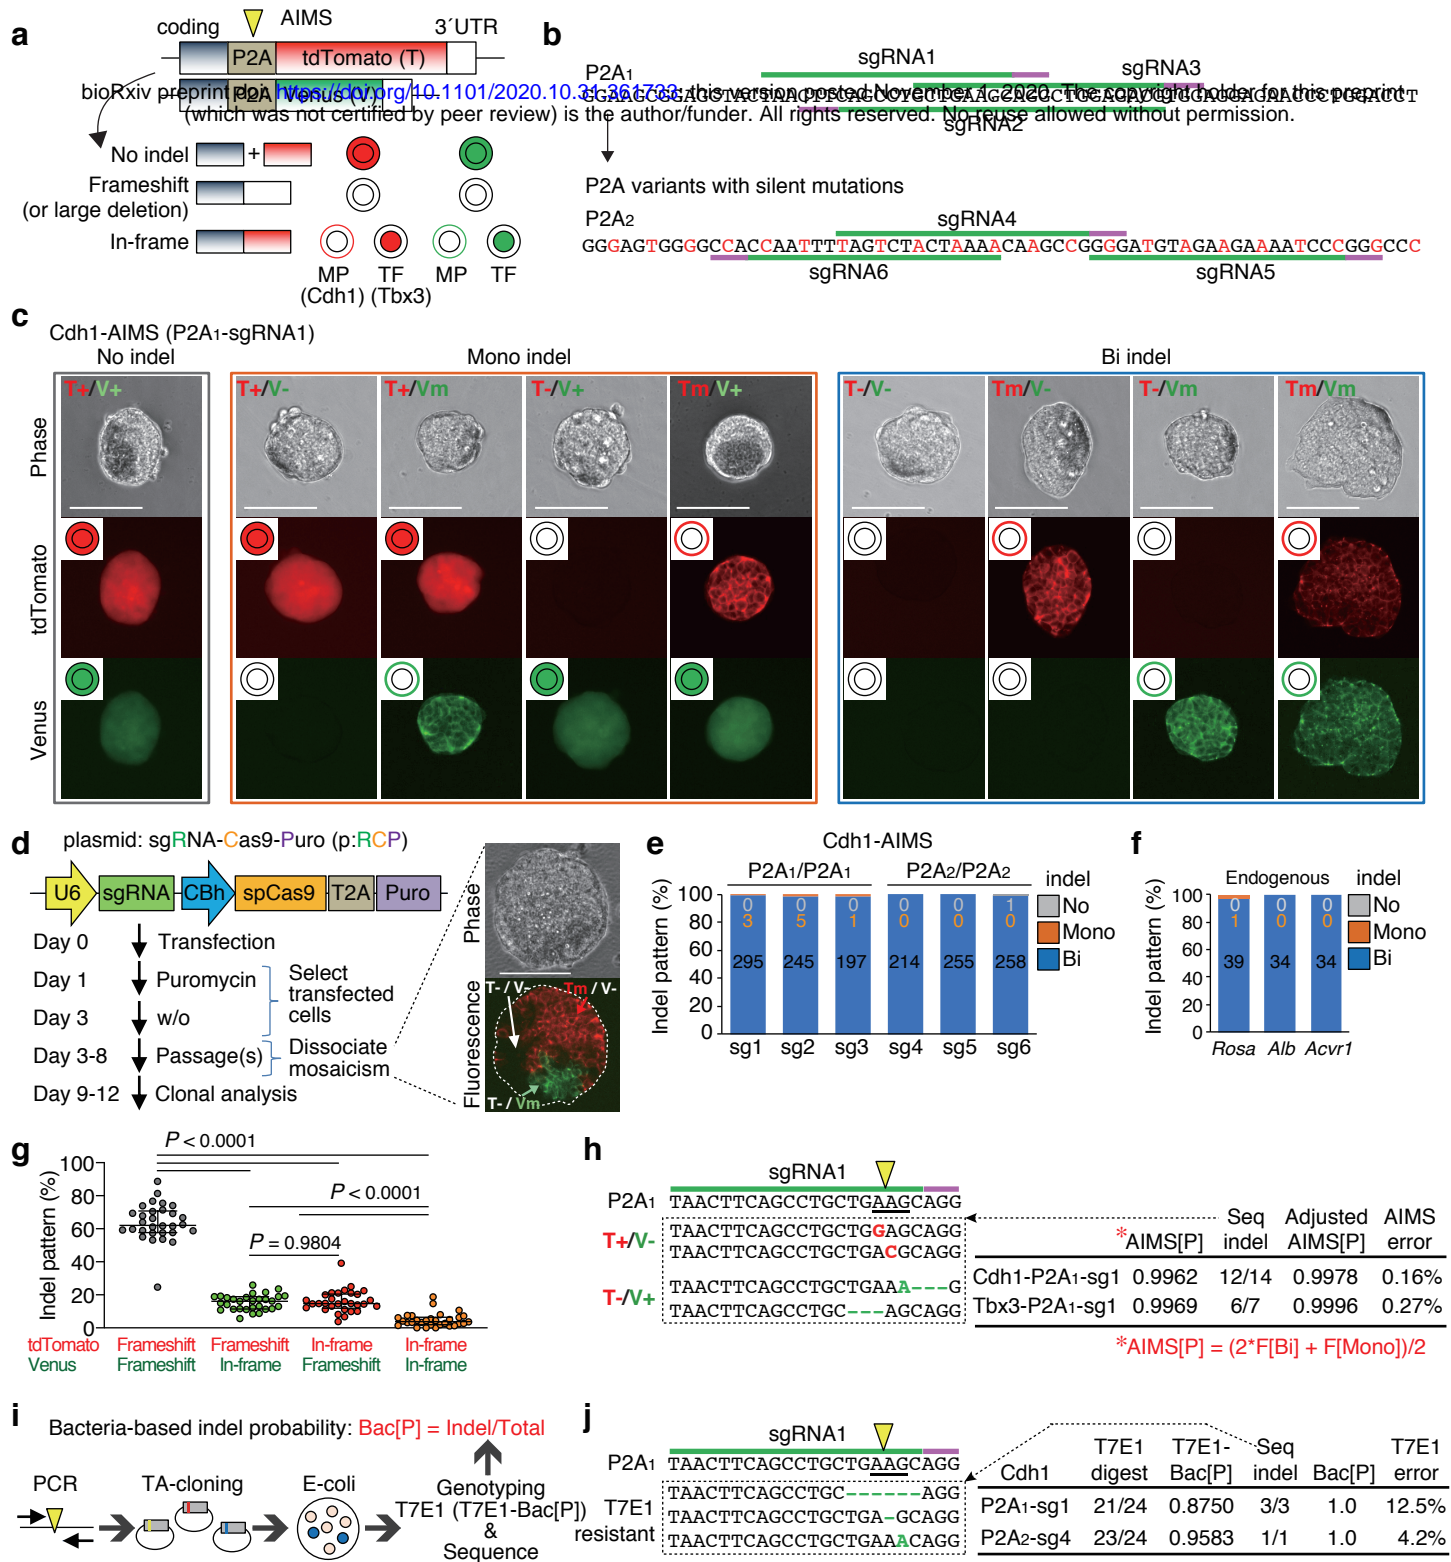 a
coding
AIMS
3´UTR
P2A
tdTomato (T)
P2A
Venus (V)
bioRxiv preprint doi: https://doi.org/10.1101/2020.10.31.361733; this version posted November 1, 2020. The copyright holder for this preprint
(which was not certified by peer review) is the author/funder. All rights reserved. No reuse allowed without permission.
No indel
+
Frameshift
(or large deletion)
In-frame
MP TF MP TF
(Cdh1) (Tbx3)
b
sgRNA1
sgRNA3
P2A1
sgRNA2
P2A variants with silent mutations
P2A2
sgRNA4
GGGAGTGGGGCCACCAATTTTAGTCTACTAAAACAAGCCGGGGATGTAGAAGAAAATCCCGGGCCC
sgRNA6
sgRNA5
c
Cdh1-AIMS (P2A1-sgRNA1)
No indel
Mono indel
Bi indel
T+/V+
T+/V-
T+/Vm
T-/V+
Tm/V+
T-/V-
Tm/V-
T-/Vm
Tm/Vm
Phase
tdTomato
Venus
d
plasmid: sgRNA-Cas9-Puro (p:RCP)
U6 sgRNA CBh spCas9 T2A Puro
Day 0 Transfection
Day 1 Puromycin
Day 3 w/o
Select
transfected
cells
Day 3-8 Passage(s)
Dissociate
mosaicism
Day 9-12 Clonal analysis
Phase
Fluorescence
T- / V-
Tm / V-
T- / Vm
e
Cdh1-AIMS
P2A1/P2A1
P2A2/P2A2
Indel pattern (%)
100
80
60
40
20
0
0 0 0 0 0 1
3 5 1 0 0 0
295 245 197 214 255 258
sg1 sg2 sg3 sg4 sg5 sg6
indel
No
Mono
Bi
f
Endogenous
Indel pattern (%)
100
80
60
40
20
0
0 0 0
1 0 0
39 34 34
Rosa Alb Acvr1
indel
No
Mono
Bi
g
Indel pattern (%)
100
80
60
40
20
0
P < 0.0001
P < 0.0001
P = 0.9804
tdTomato Frameshift Frameshift In-frame In-frame
Venus Frameshift In-frame Frameshift In-frame
h
sgRNA1
P2A1 TAACTTCAGCCTGCTGAAGCAGG
T+/V-
TAACTTCAGCCTGCTGGAGCAGG
TAACTTCAGCCTGCTGACGCAGG
T-/V+
TAACTTCAGCCTGCTGAAA---G
TAACTTCAGCCTGC---AGCAGG
*AIMS[P] Seq indel Adjusted AIMS[P] AIMS error
Cdh1-P2A1-sg1 0.9962 12/14 0.9978 0.16%
Tbx3-P2A1-sg1 0.9969 6/7 0.9996 0.27%
*AIMS[P] = (2*F[Bi] + F[Mono])/2
i
Bacteria-based indel probability: Bac[P] = Indel/Total
PCR
TA-cloning
E-coli
Genotyping
T7E1 (T7E1-Bac[P])
&
Sequence
j
sgRNA1
P2A1 TAACTTCAGCCTGCTGAAGCAGG
T7E1
resistant
TAACTTCAGCCTGC------AGG
TAACTTCAGCCTGCTGA-GCAGG
TAACTTCAGCCTGCTGAAACAGG
Cdh1 T7E1 digest T7E1-Bac[P] Seq indel Bac[P] T7E1 error
P2A1-sg1 21/24 0.8750 3/3 1.0 12.5%
P2A2-sg4 23/24 0.9583 1/1 1.0 4.2%